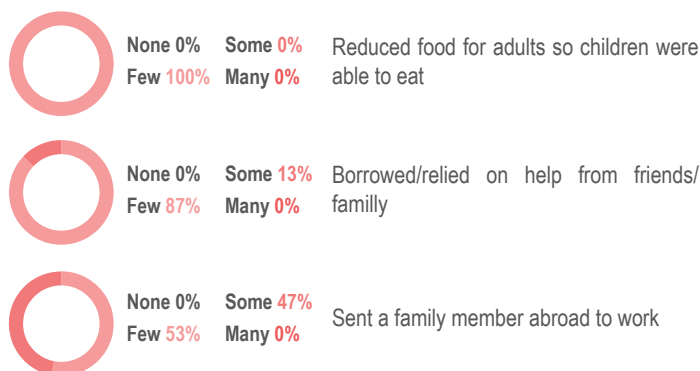 None 0% Some 0% Reduced food for adults so children were
Few 100% Many 0% able to eat
None 0% Some 13% Borrowed/relied on help from friends/
Few 87% Many 0% familly
None 0% Some 47%
Few 53% Many 0%
Sent a family member abroad to work